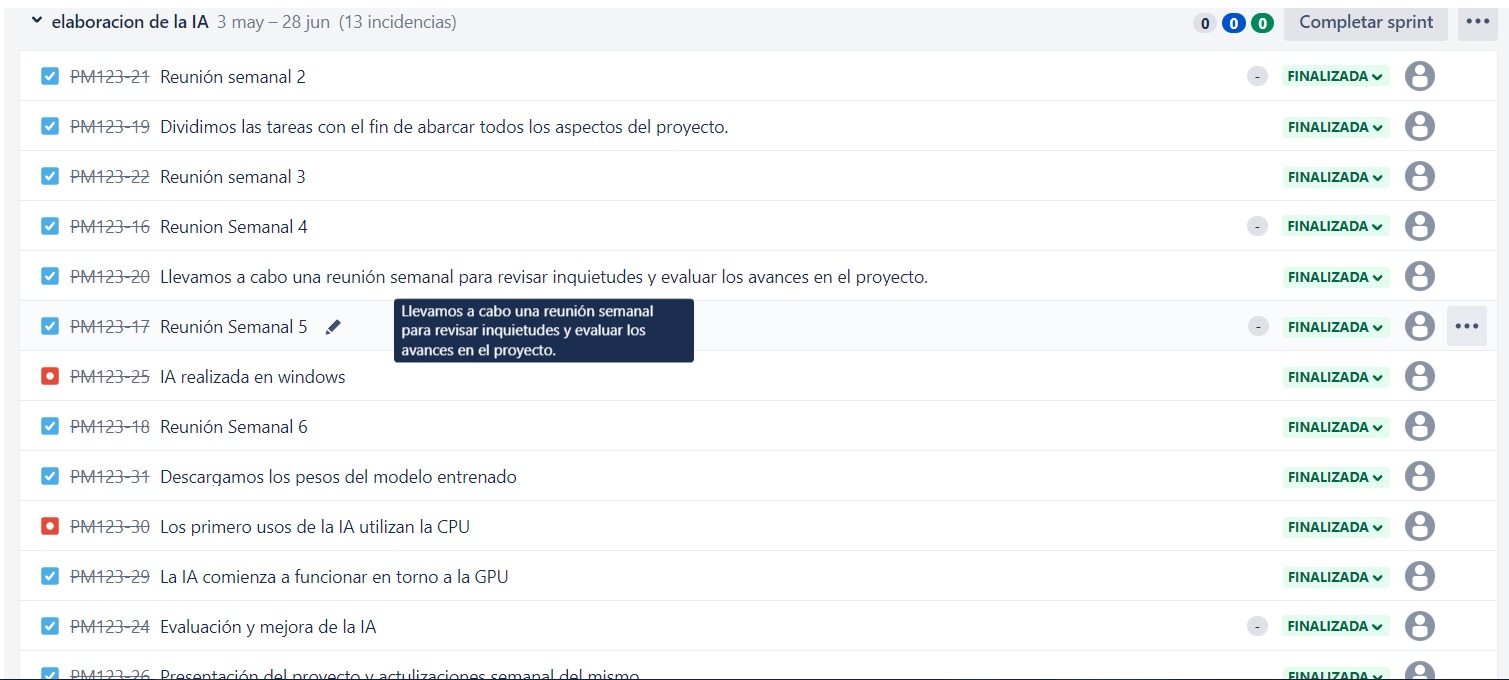 elaboracion de la IA 3 may – 28 jun (13 incidencias) 0 0 0 Completar sprint
PM123-21 Reunión semanal 2 - FINALIZADA
PM123-19 Dividimos las tareas con el fin de abarcar todos los aspectos del proyecto. FINALIZADA
PM123-22 Reunión semanal 3 FINALIZADA
PM123-16 Reunion Semanal 4 - FINALIZADA
PM123-20 Llevamos a cabo una reunión semanal para revisar inquietudes y evaluar los avances en el proyecto. FINALIZADA
PM123-17 Reunión Semanal 5 - FINALIZADA
Llevamos a cabo una reunión semanal
para revisar inquietudes y evaluar los
avances en el proyecto.
PM123-25 IA realizada en windows FINALIZADA
PM123-18 Reunión Semanal 6 FINALIZADA
PM123-31 Descargamos los pesos del modelo entrenado FINALIZADA
PM123-30 Los primero usos de la IA utilizan la CPU FINALIZADA
PM123-29 La IA comienza a funcionar en torno a la GPU FINALIZADA
PM123-24 Evaluación y mejora de la IA - FINALIZADA
PM123-26 Presentación del proyecto y actulizaciones semanal del mismo FINALIZADA